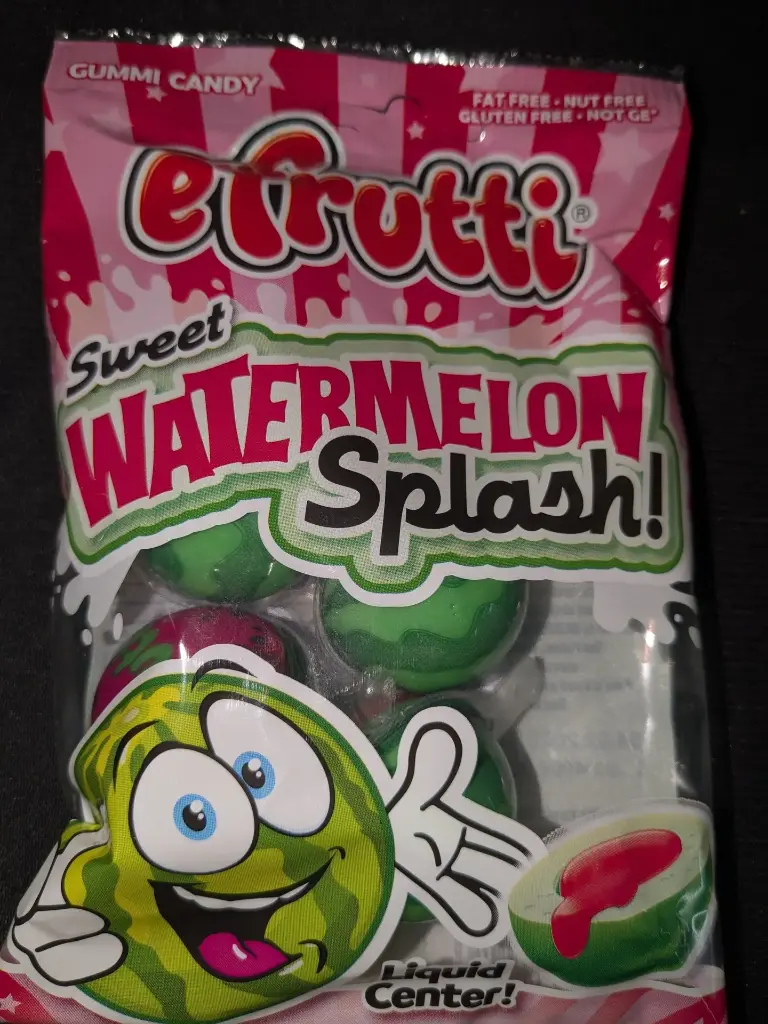 GUMMI CANDY
FAT FREE · NUT FREE
GLUTEN FREE · NOT GE*
efrutti®
Sweet
WATERMELON
Splash!
Liquid
Center!